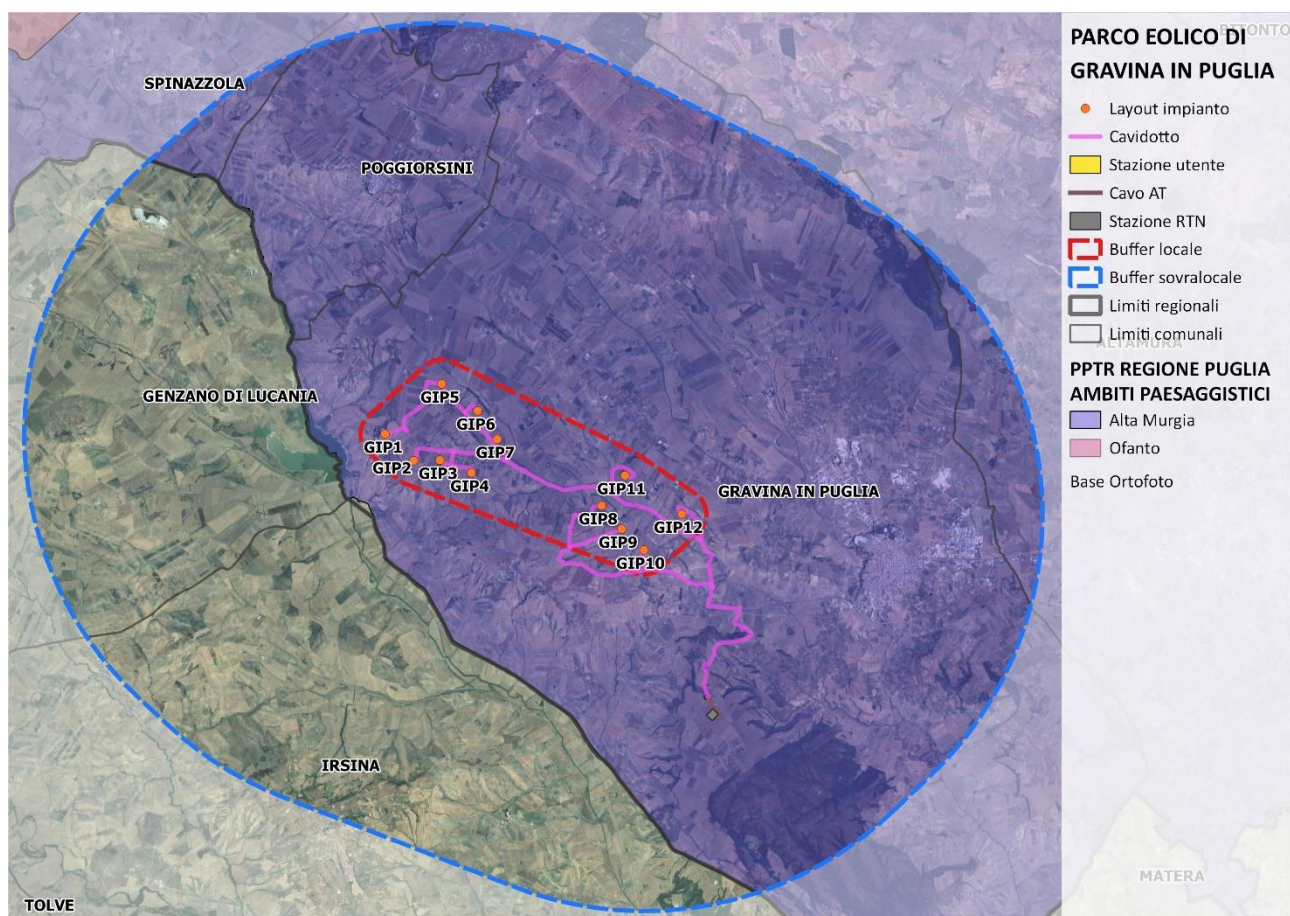 SPINAZZOLA
POGGIORSINI
GENZANO DI LUCANIA
GIP5
GIP6
GIP1
GIP7
GIP2
GIP3
GIP4
GIP11
GRAVINA IN PUGLIA
GIP8
GIP12
GIP9
GIP10
IRSINA
TOLVE
BITONTO
PARCO EOLICO DI
GRAVINA IN PUGLIA
Layout impianto
Cavidotto
Stazione utente
Cavo AT
Stazione RTN
Buffer locale
Buffer sovralocale
Limiti regionali
Limiti comunali
ALTAMURA
PPTR REGIONE PUGLIA
AMBITI PAESAGGISTICI
Alta Murgia
Ofanto
Base Ortofoto
MATERA